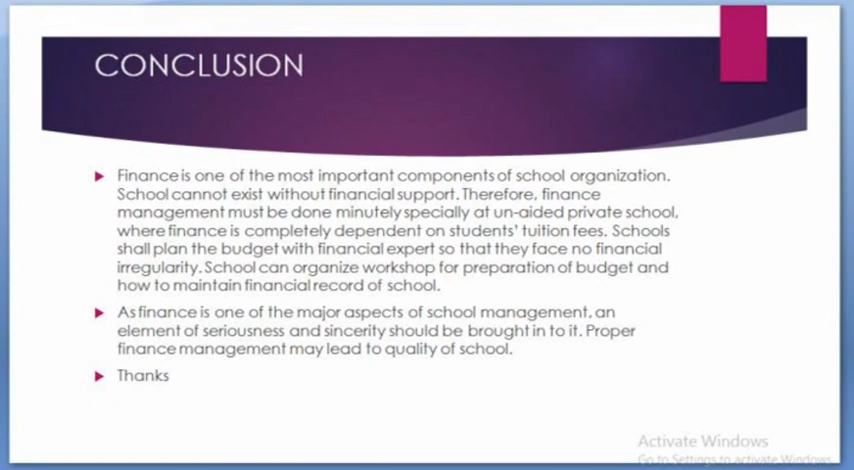 CONCLUSION
Finance is one of the most important components of school organization.
School cannot exist without financial support. Therefore, finance
management must be done minutely specially at un-aided private school,
where finance is completely dependent on students' tuition fees. Schools
shall plan the budget with financial expert so that they face no financial
irregularity. School can organize workshop for preparation of budget and
how to maintain financial record of school.
As finance is one of the major aspects of school management, an
element of seriousness and sincerity should be brought in to it. Proper
finance management may lead to quality of school.
Thanks
Activate Windows
Go to Settings to activate Windows.